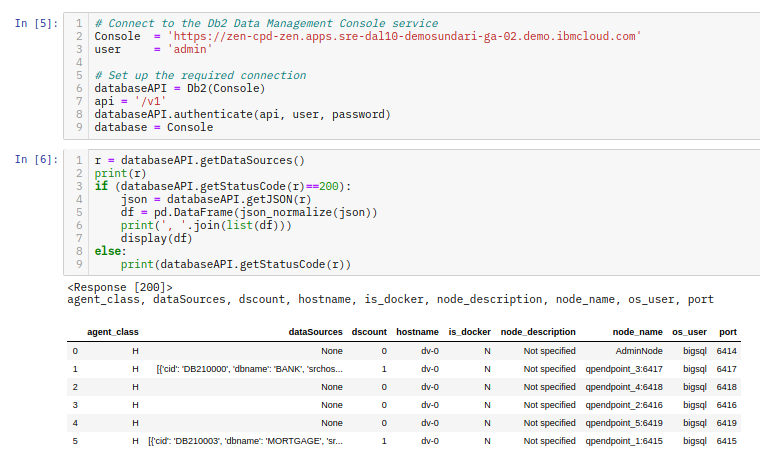 In [5]:
1 # Connect to the Db2 Data Management Console service
2 Console  = 'https://zen-cpd-zen.apps.sre-dal10-demosundari-ga-02.demo.ibmcloud.com'
3 user     = 'admin'
4
5 # Set up the required connection
6 databaseAPI = Db2(Console)
7 api = '/v1'
8 databaseAPI.authenticate(api, user, password)
9 database = Console
In [6]:
1 r = databaseAPI.getDataSources()
2 print(r)
3 if (databaseAPI.getStatusCode(r)==200):
4     json = databaseAPI.getJSON(r)
5     df = pd.DataFrame(json_normalize(json))
6     print(', '.join(list(df)))
7     display(df)
8 else:
9     print(databaseAPI.getStatusCode(r))
<Response [200]>
agent_class, dataSources, dscount, hostname, is_docker, node_description, node_name, os_user, port
agent_class dataSources dscount hostname is_docker node_description node_name os_user port
0 H None 0 dv-0 N Not specified AdminNode bigsql 6414
1 H [{'cid': 'DB210000', 'dbname': 'BANK', 'srchos... 1 dv-0 N Not specified qpendpoint_3:6417 bigsql 6417
2 H None 0 dv-0 N Not specified qpendpoint_4:6418 bigsql 6418
3 H None 0 dv-0 N Not specified qpendpoint_2:6416 bigsql 6416
4 H None 0 dv-0 N Not specified qpendpoint_5:6419 bigsql 6419
5 H [{'cid': 'DB210003', 'dbname': 'MORTGAGE', 'sr... 1 dv-0 N Not specified qpendpoint_1:6415 bigsql 6415